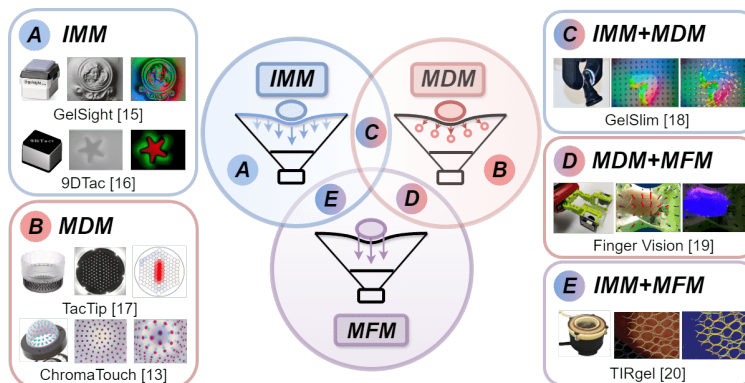 A IMM
GelSight [15]
9DTact
9DTac [16]
B MDM
TacTip [17]
ChromaTouch [13]
IMM
MDM
C
A
B
E
D
MFM
C IMM+MDM
GelSlim [18]
D MDM+MFM
Finger Vision [19]
E IMM+MFM
TIRgel [20]